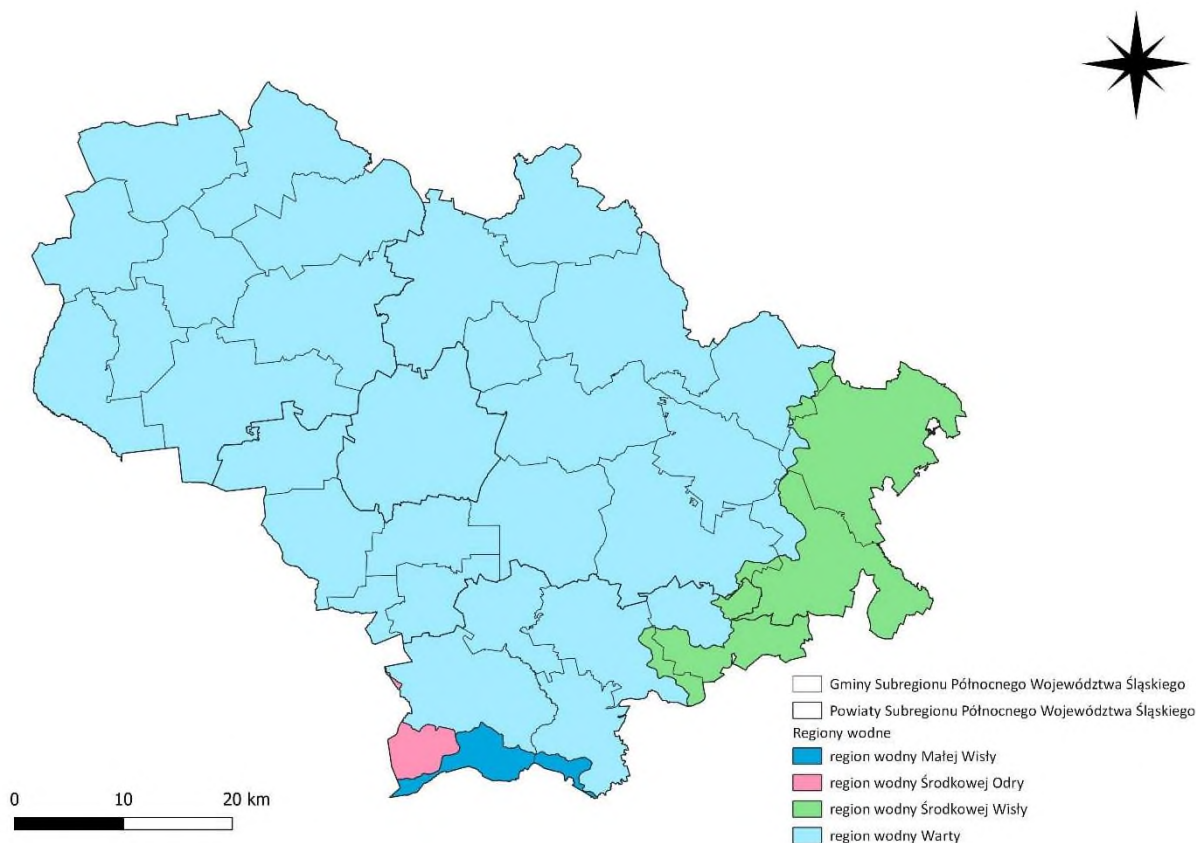 Gminy Subregionu Północnego Województwa Śląskiego
Powiaty Subregionu Północnego Województwa Śląskiego
Regiony wodne
region wodny Małej Wisły
region wodny Środkowej Odry
region wodny Środkowej Wisły
region wodny Warty
0 10 20 km